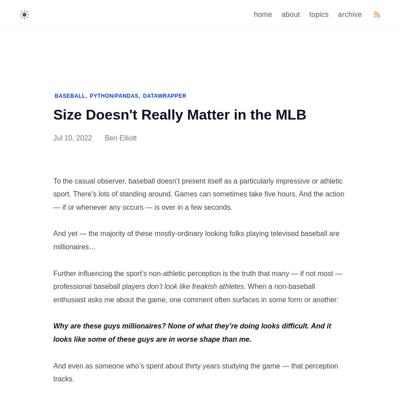 home about topics archive
BASEBALL, PYTHON/PANDAS, DATAWRAPPER
Size Doesn't Really Matter in the MLB
Jul 10, 2022 Ben Elliott
To the casual observer, baseball doesn’t present itself as a particularly impressive or athletic
sport. There’s lots of standing around. Games can sometimes take five hours. And the action
— if or whenever any occurs — is over in a few seconds.
And yet — the majority of these mostly-ordinary looking folks playing televised baseball are
millionaires…
Further influencing the sport’s non-athletic perception is the truth that many — if not most —
professional baseball players don’t look like freakish athletes. When a non-baseball
enthusiast asks me about the game, one comment often surfaces in some form or another:
Why are these guys millionaires? None of what they’re doing looks difficult. And it
looks like some of these guys are in worse shape than me.
And even as someone who’s spent about thirty years studying the game — that perception
tracks.